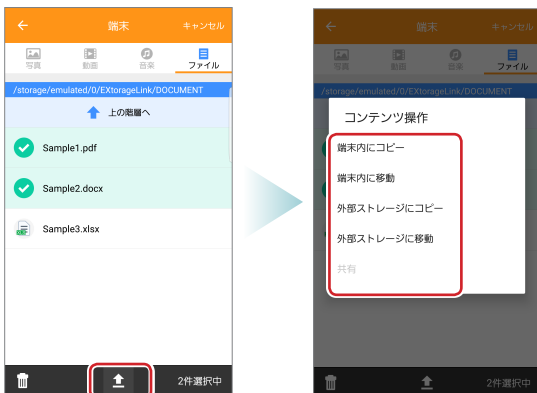 端末
キャンセル
写真
動画
音楽
ファイル
/storage/emulated/0/EXtorageLink/DOCUMENT
上の階層へ
Sample1.pdf
Sample2.docx
Sample3.xlsx
2件選択中
端末
キャンセル
写真
動画
音楽
ファイル
/storage/emulated/0/EXtorageLink/DOCUMENT
コンテンツ操作
端末内にコピー
端末内に移動
外部ストレージにコピー
外部ストレージに移動
共有
2件選択中